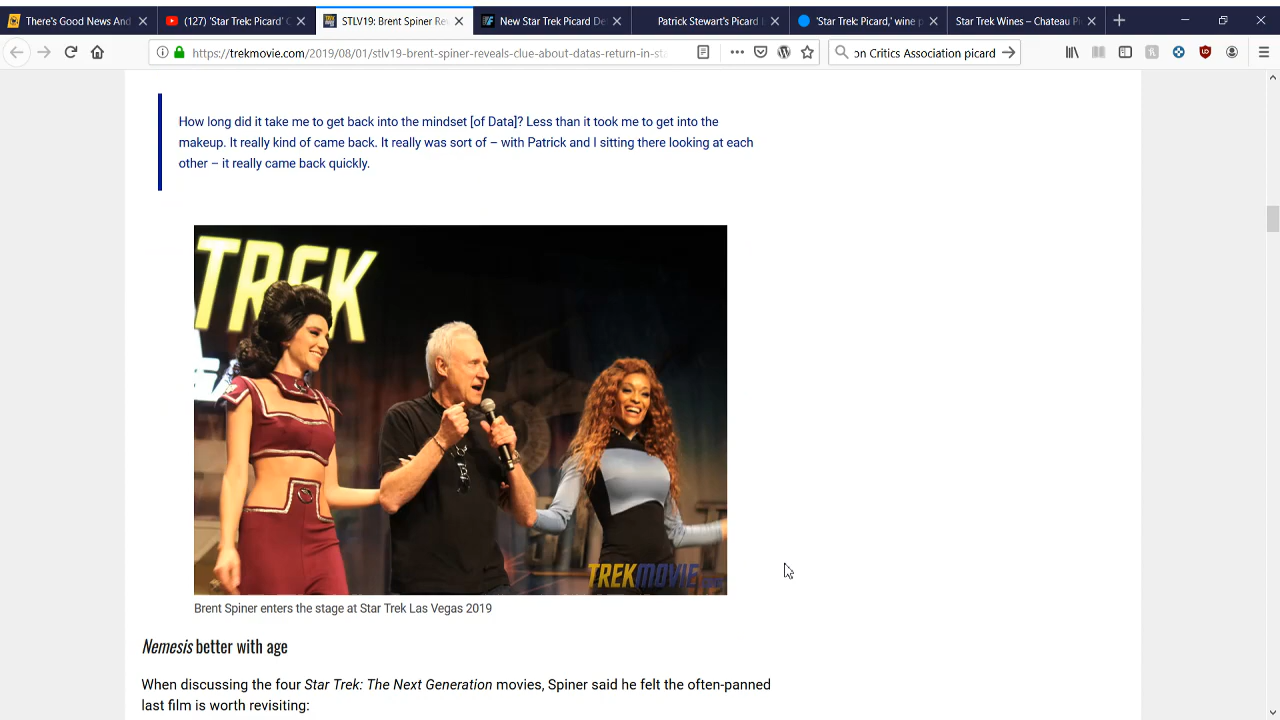 There's Good News And
(127) 'Star Trek: Picard'
STLV19: Brent Spiner Re
New Star Trek Picard De
Patrick Stewart's Picard
'Star Trek: Picard,' wine p
Star Trek Wines – Chateau Pi
https://trekmovie.com/2019/08/01/stlv19-brent-spiner-reveals-clue-about-datas-return-in-st
on Critics Association picard
How long did it take me to get back into the mindset [of Data]? Less than it took me to get into the
makeup. It really kind of came back. It really was sort of – with Patrick and I sitting there looking at each
other – it really came back quickly.
TREK
TREKMOVIE.com
Brent Spiner enters the stage at Star Trek Las Vegas 2019
Nemesis better with age
When discussing the four Star Trek: The Next Generation movies, Spiner said he felt the often-panned
last film is worth revisiting: